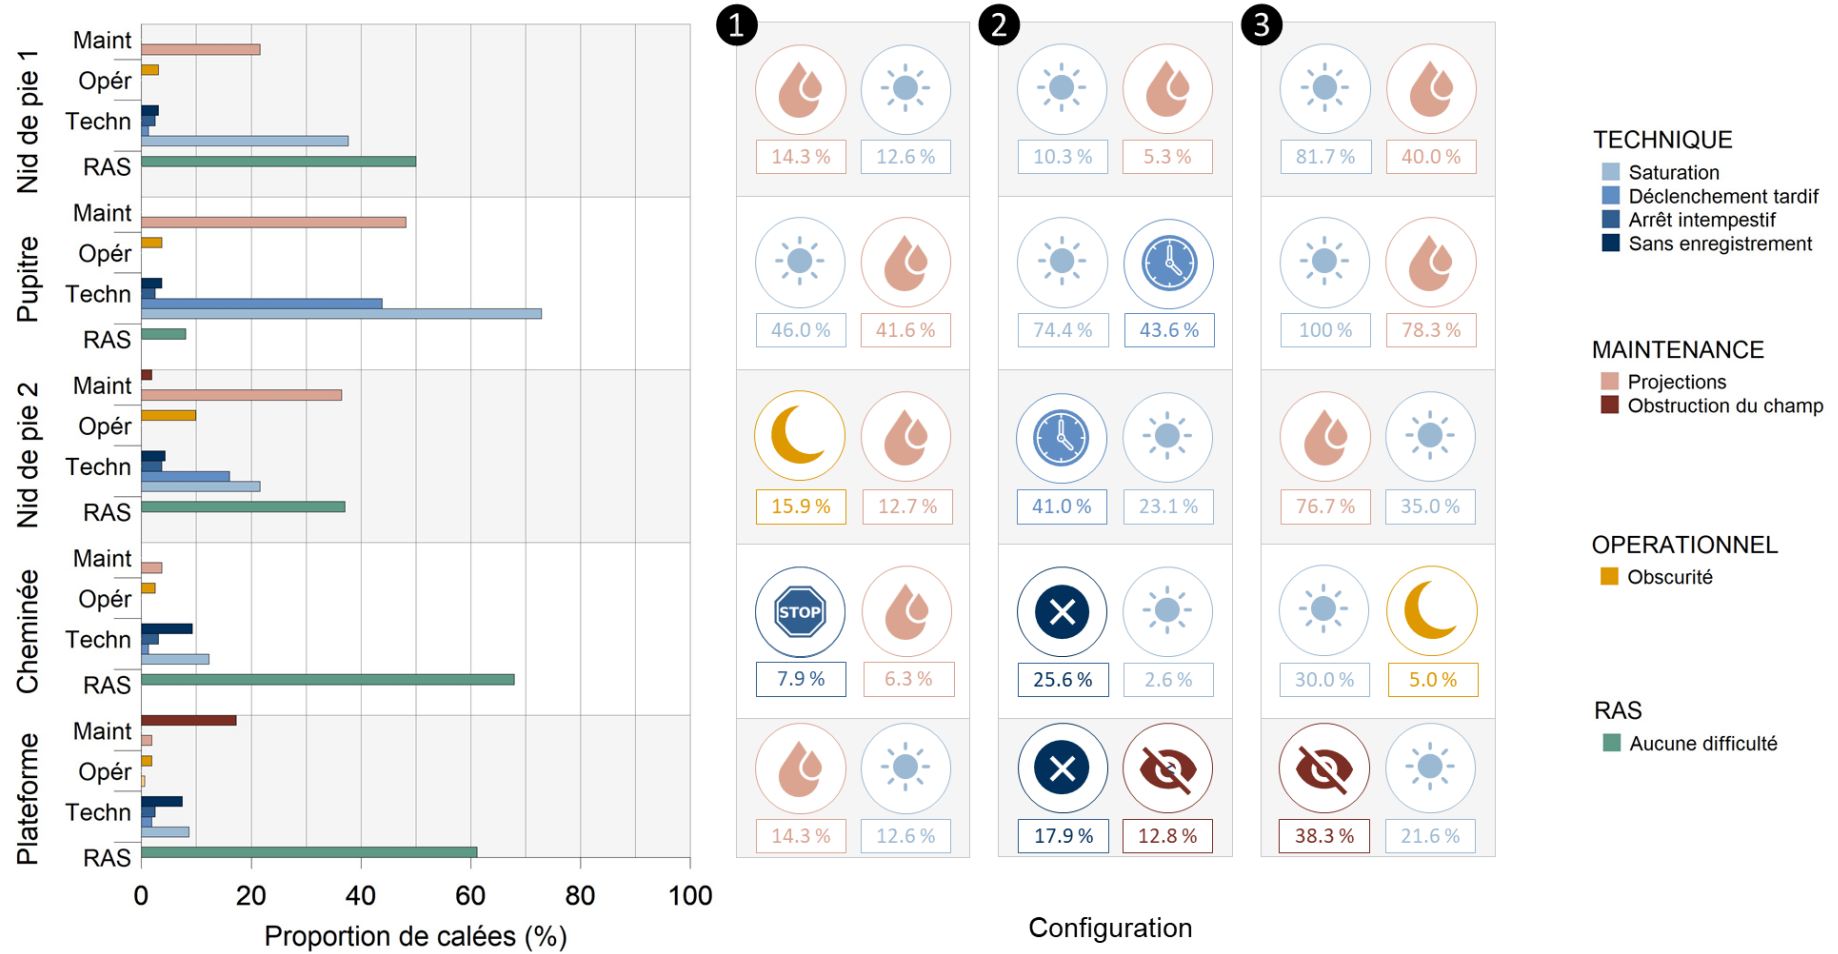 Nid de pie 1
Maint
Opér
Techn
RAS
Pupitre
Maint
Opér
Techn
RAS
Nid de pie 2
Maint
Opér
Techn
RAS
Cheminée
Maint
Opér
Techn
RAS
Plateforme
Maint
Opér
Techn
RAS
0 20 40 60 80 100
Proportion de calées (%)
1 2 3
14.3 % 12.6 % 10.3 % 5.3 % 81.7 % 40.0 %
46.0 % 41.6 % 74.4 % 43.6 % 100 % 78.3 %
15.9 % 12.7 % 41.0 % 23.1 % 76.7 % 35.0 %
STOP
7.9 % 6.3 % 25.6 % 2.6 % 30.0 % 5.0 %
14.3 % 12.6 % 17.9 % 12.8 % 38.3 % 21.6 %
Configuration
TECHNIQUE
Saturation
Déclenchement tardif
Arrêt intempestif
Sans enregistrement
MAINTENANCE
Projections
Obstruction du champ
OPERATIONNEL
Obscurité
RAS
Aucune difficulté